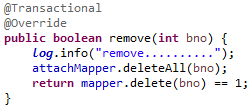 @Transactional
@Override
public boolean remove(int bno) {
log.info("remove..........");
attachMapper.deleteAll(bno);
return mapper.delete(bno) == 1;
}